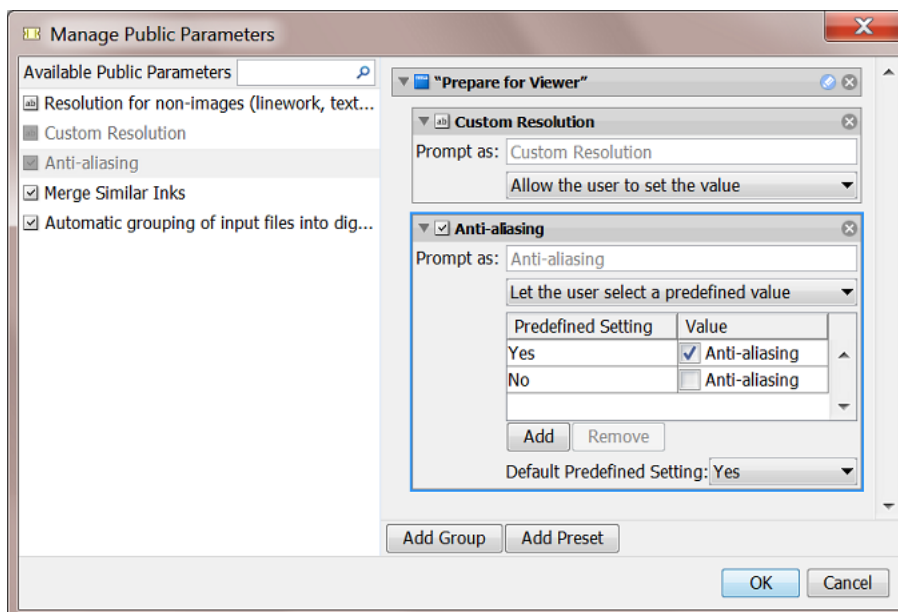 Manage Public Parameters
Available Public Parameters
ab Resolution for non-images (linework, text...
ab Custom Resolution
Anti-aliasing
Merge Similar Inks
Automatic grouping of input files into dig...
"Prepare for Viewer"
ab Custom Resolution
Prompt as: Custom Resolution
Allow the user to set the value
Anti-aliasing
Prompt as: Anti-aliasing
Let the user select a predefined value
Predefined Setting Value
Yes Anti-aliasing
No Anti-aliasing
Add Remove
Default Predefined Setting: Yes
Add Group Add Preset
OK Cancel